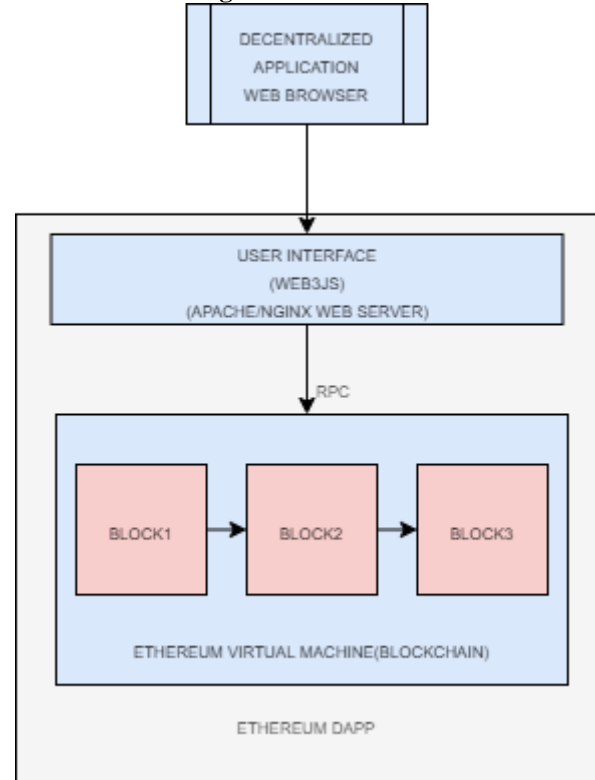 DECENTRALIZED
APPLICATION
WEB BROWSER
USER INTERFACE
(WEB3JS)
(APACHE/NGINX WEB SERVER)
RPC
BLOCK1
BLOCK2
BLOCK3
ETHEREUM VIRTUAL MACHINE(BLOCKCHAIN)
ETHEREUM DAPP